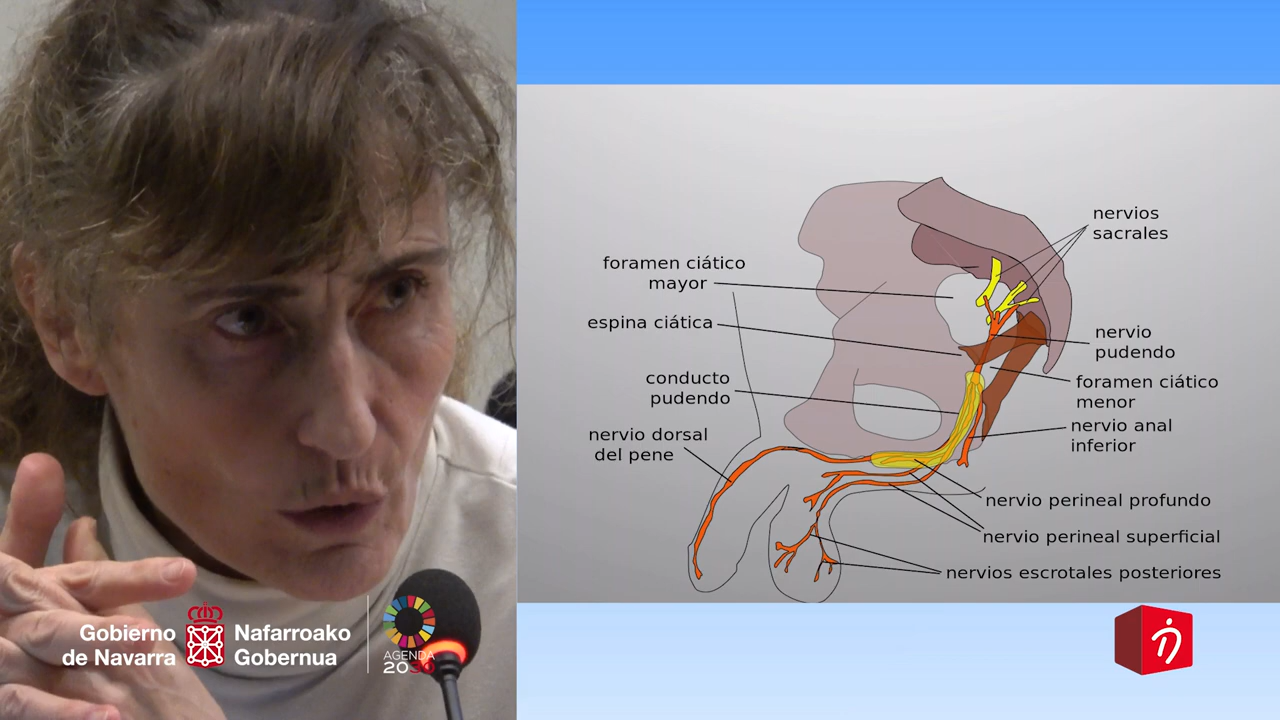 nervios
sacrales
foramen ciático
mayor
espina ciática
nervio
pudendo
conducto
pudendo
foramen ciático
menor
nervio anal
inferior
nervio dorsal
del pene
nervio perineal profundo
nervio perineal superficial
nervios escrotales posteriores
Gobierno
de Navarra
Nafarroako
Gobernua
AGENDA
2030